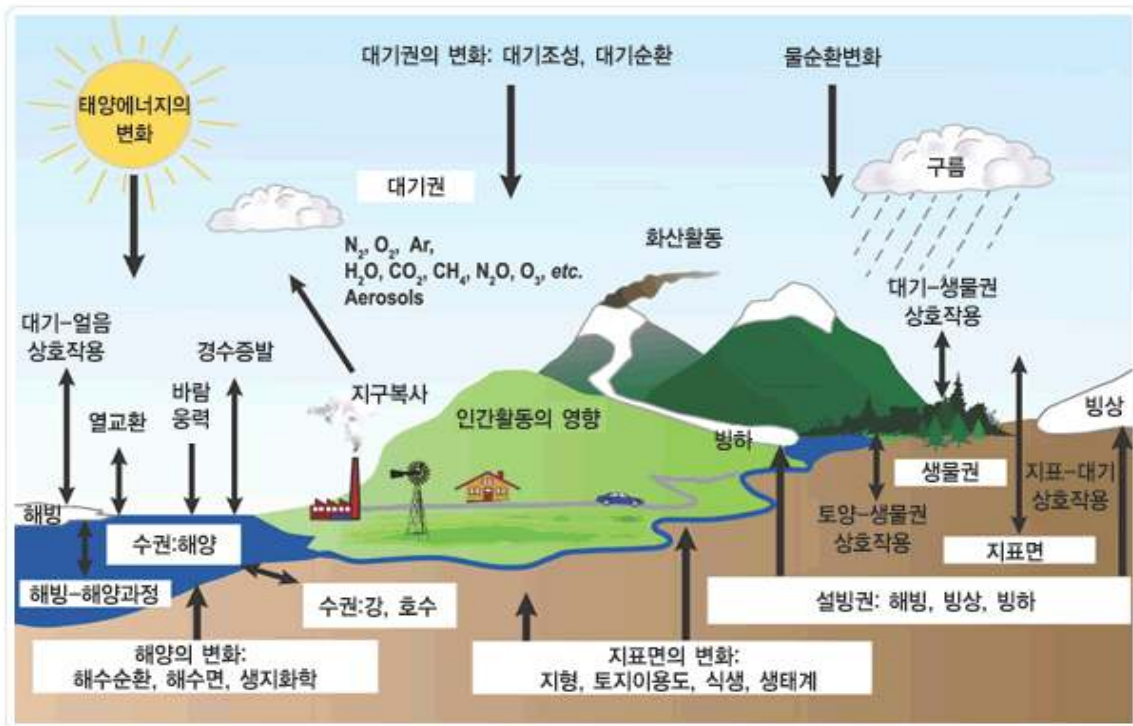 대기권의 변화: 대기조성, 대기순환
물순환변화
태양에너지의
변화
구름
대기권
화산활동
N₂, O₂, Ar,
H₂O, CO₂, CH₄, N₂O, O₃, etc.
Aerosols
대기-생물권
상호작용
대기-얼음
상호작용
경수증발
바람
웅력
열교환
지구복사
인간활동의 영향
빙하
빙상
생물권
지표-대기
상호작용
토양-생물권
상호작용
해빙
수권:해양
지표면
해빙-해양과정
수권:강, 호수
설빙권: 해빙, 빙상, 빙하
해양의 변화:
해수순환, 해수면, 생지화학
지표면의 변화:
지형, 토지이용도, 식생, 생태계